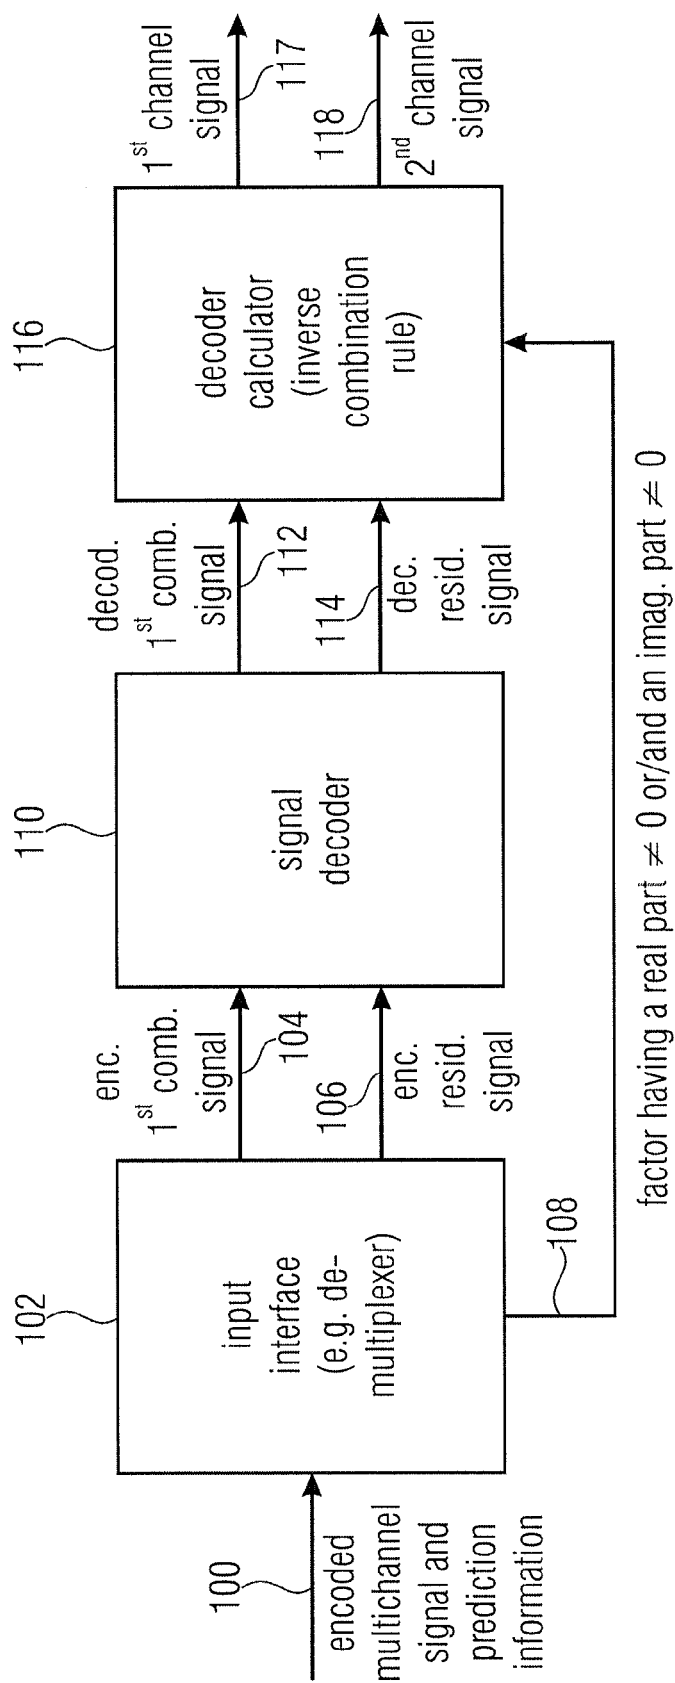 100
encoded
multichannel
signal and
prediction
information
102
input
interface
(e.g. de-
multiplexer)
enc.
1st comb.
signal
104
106
enc.
resid.
signal
108
factor having a real part ≠ 0 or/and an imag. part ≠ 0
110
signal
decoder
decod.
1st comb.
signal
112
114
dec.
resid.
signal
116
decoder
calculator
(inverse
combination
rule)
1st channel
signal
117
118
2nd channel
signal